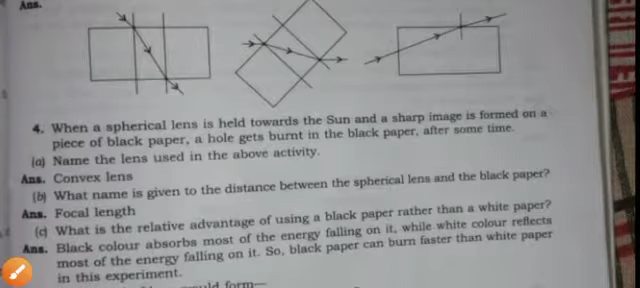 Ans.
4. When a spherical lens is held towards the Sun and a sharp image is formed on a
piece of black paper, a hole gets burnt in the black paper, after some time.
(a) Name the lens used in the above activity.
Ans. Convex lens
(b) What name is given to the distance between the spherical lens and the black paper?
Ans. Focal length
(c) What is the relative advantage of using a black paper rather than a white paper?
Ans. Black colour absorbs most of the energy falling on it, while white colour reflects
most of the energy falling on it. So, black paper can burn faster than white paper
in this experiment.
form—